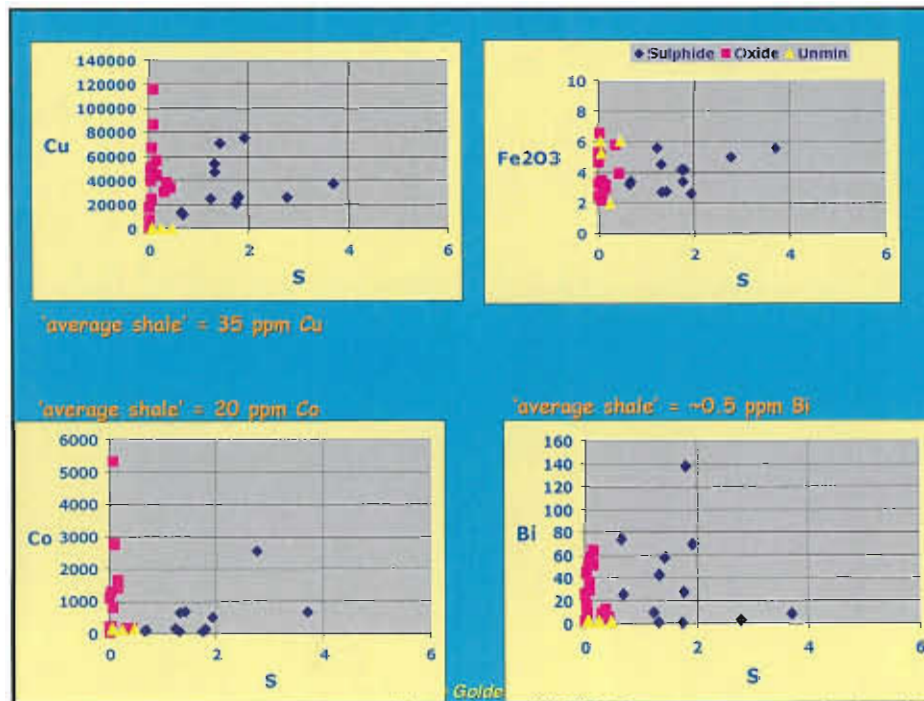 140000
120000
100000
80000
60000
40000
20000
0
Cu
0 2 4 6
S
Sulphide Oxide Unmin
10
8
6
4
2
0
Fe2O3
0 2 4 6
S
'average shale' = 35 ppm Cu
'average shale' = 20 ppm Co
'average shale' = ~0.5 ppm Bi
6000
5000
4000
3000
2000
1000
0
Co
0 2 4 6
S
160
140
120
100
80
60
40
20
0
Bi
0 2 4 6
S
Golde